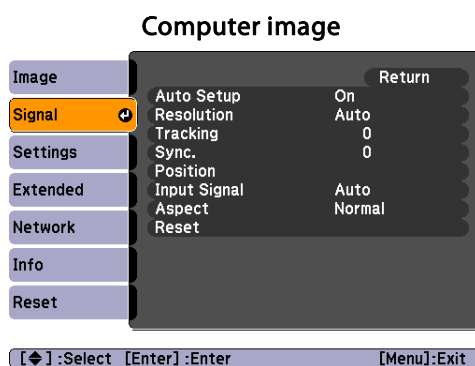 Computer image
Image
Signal
Settings
Extended
Network
Info
Reset
Return
Auto Setup On
Resolution Auto
Tracking 0
Sync. 0
Position
Input Signal Auto
Aspect Normal
Reset
[◆] :Select [Enter] :Enter [Menu]:Exit